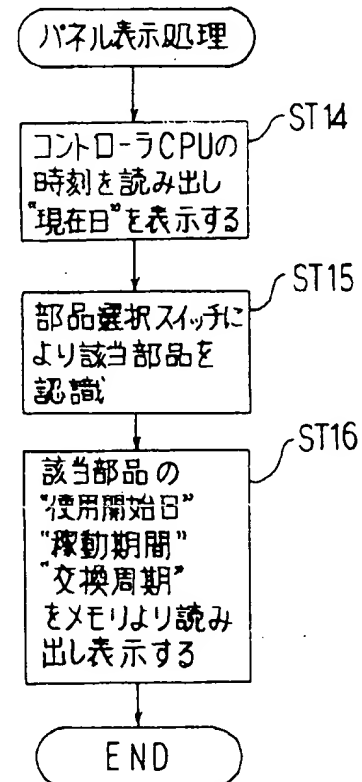 パネル表示処理
ST14
コントローラCPUの
時刻を読み出し
"現在日"を表示する
ST15
部品選択スイッチに
より該当部品を
認識
ST16
該当部品の
"使用開始日"
"稼動期間"
"交換周期"
をメモリより読み
出し表示する
END